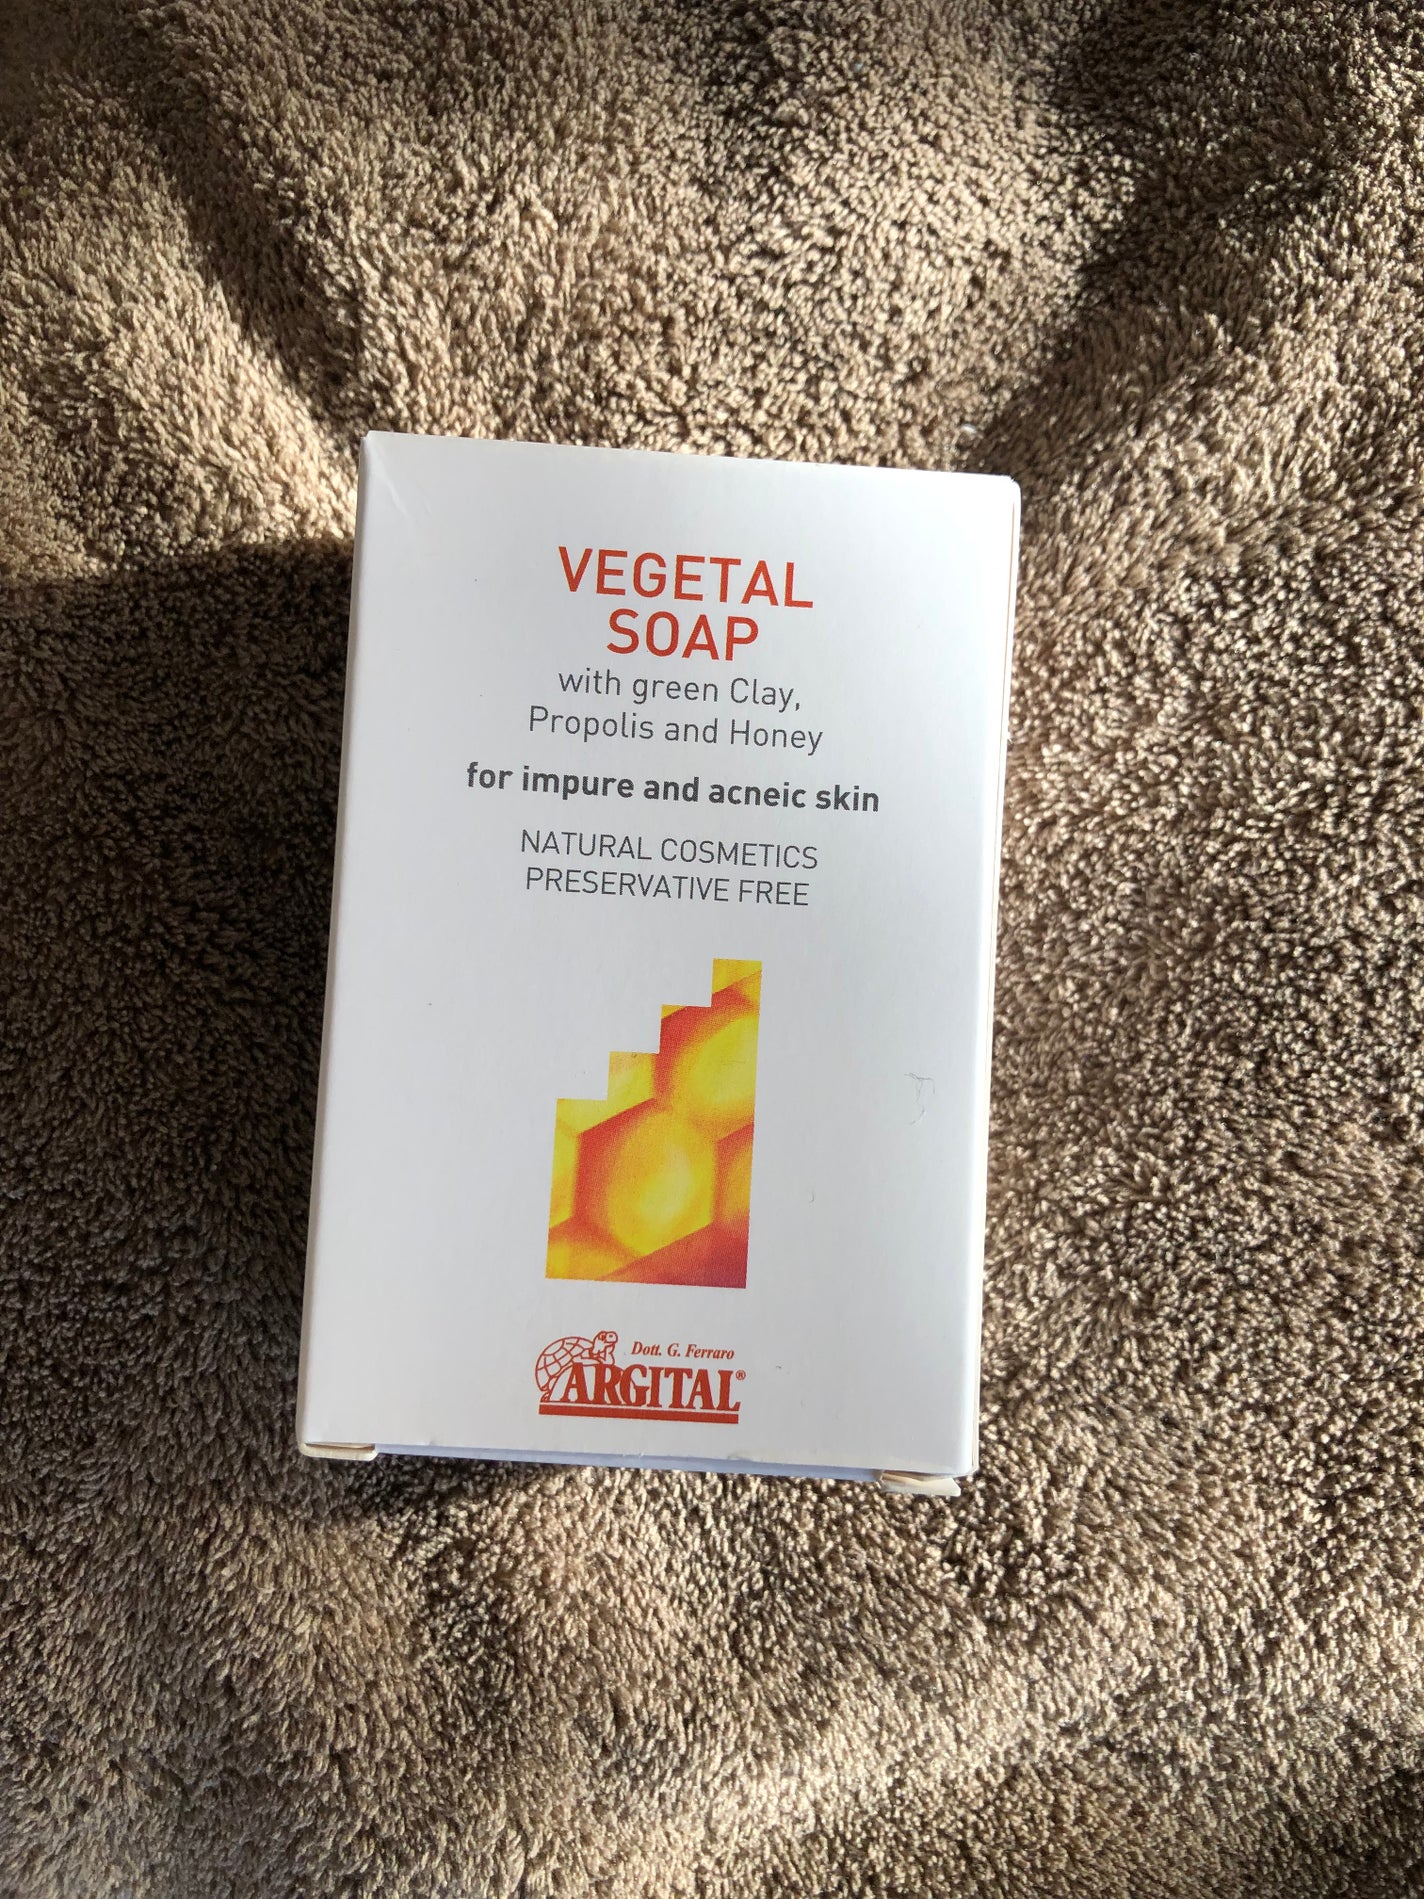 VEGETAL
SOAP
with green Clay,
Propolis and Honey
for impure and acneic skin
NATURAL COSMETICS
PRESERVATIVE FREE
Dott. G. Ferraro
ARGITAL®